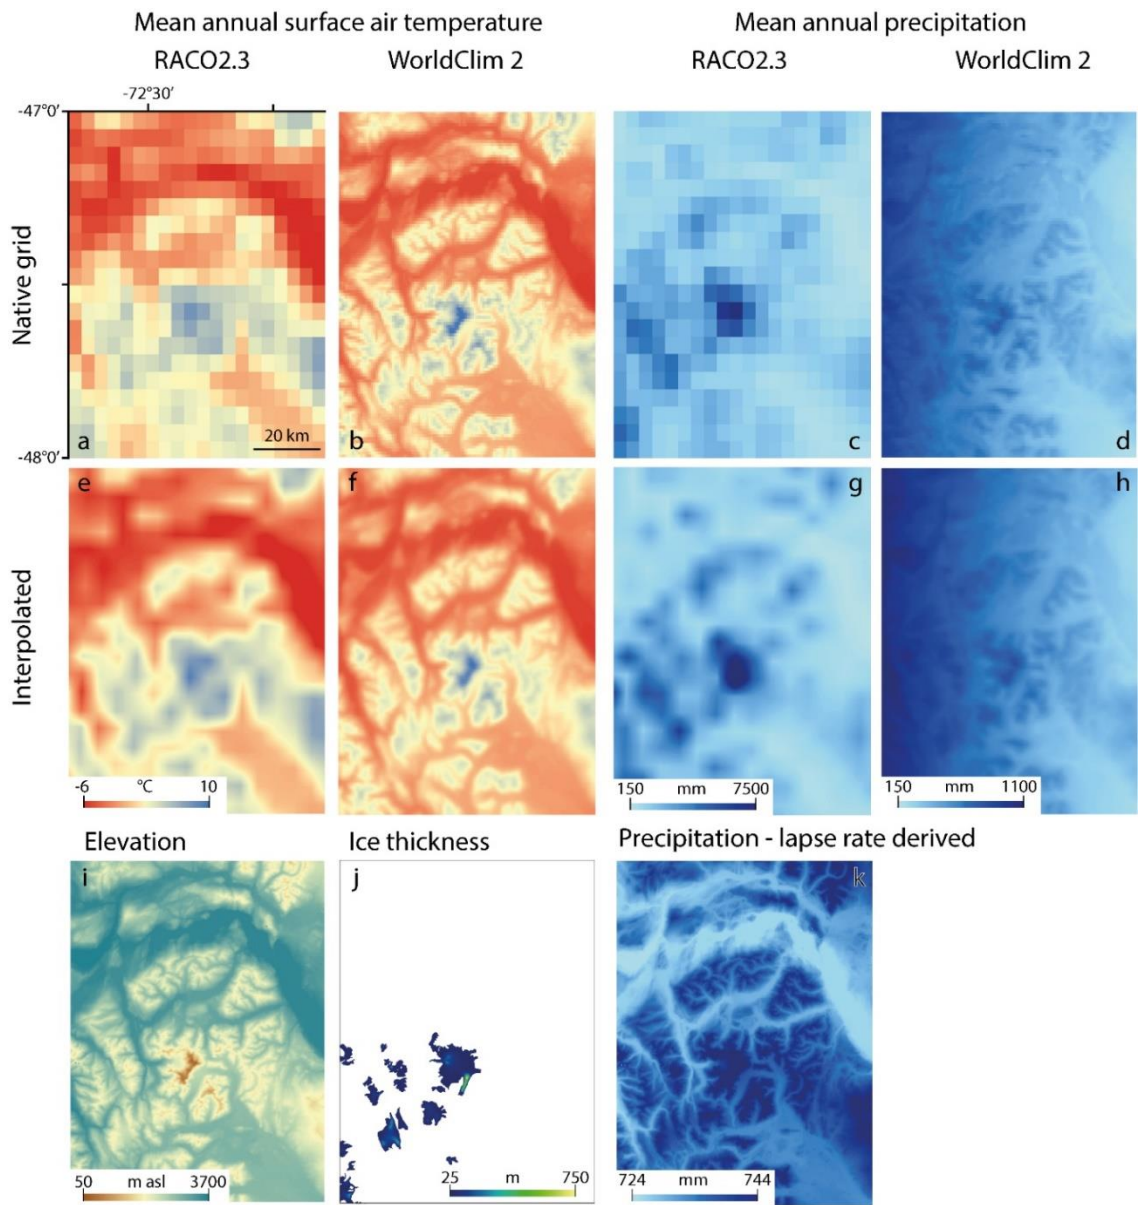 Mean annual surface air temperature
Mean annual precipitation
RACO2.3
WorldClim 2
RACO2.3
WorldClim 2
-72°30'
-47°0'
Native grid
20 km
a
b
c
d
-48°0'
e
f
g
h
Interpolated
-6 °C 10
150 mm 7500
150 mm 1100
Elevation
Ice thickness
Precipitation - lapse rate derived
i
j
k
50 m asl 3700
25 m 750
724 mm 744